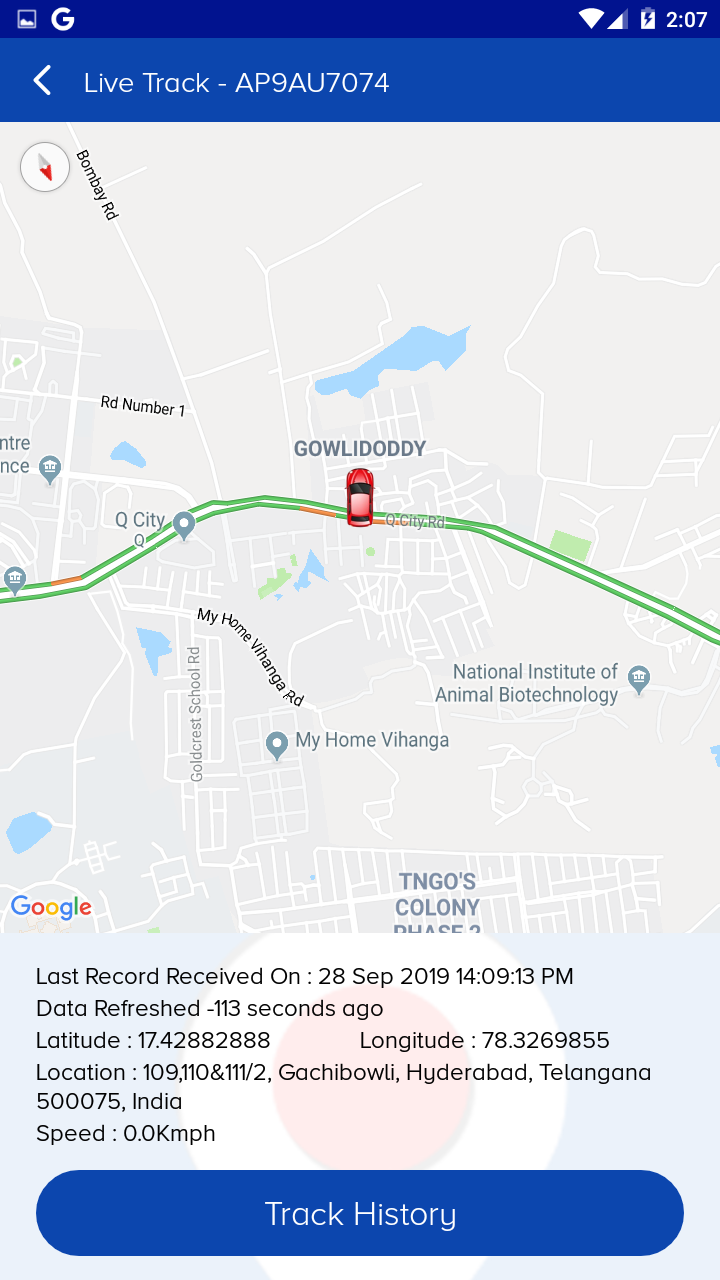 2:07
Live Track - AP9AU7074
Bombay Rd
Rd Number 1
ntre
nce
GOWLIDODDY
Q City
Q
Q City Rd
My Home Vihanga Rd
Goldcrest School Rd
National Institute of
Animal Biotechnology
My Home Vihanga
TNGO'S
COLONY
PHASE 2
Google
Last Record Received On : 28 Sep 2019 14:09:13 PM
Data Refreshed -113 seconds ago
Latitude : 17.42882888 Longitude : 78.3269855
Location : 109,110&111/2, Gachibowli, Hyderabad, Telangana
500075, India
Speed : 0.0Kmph
Track History